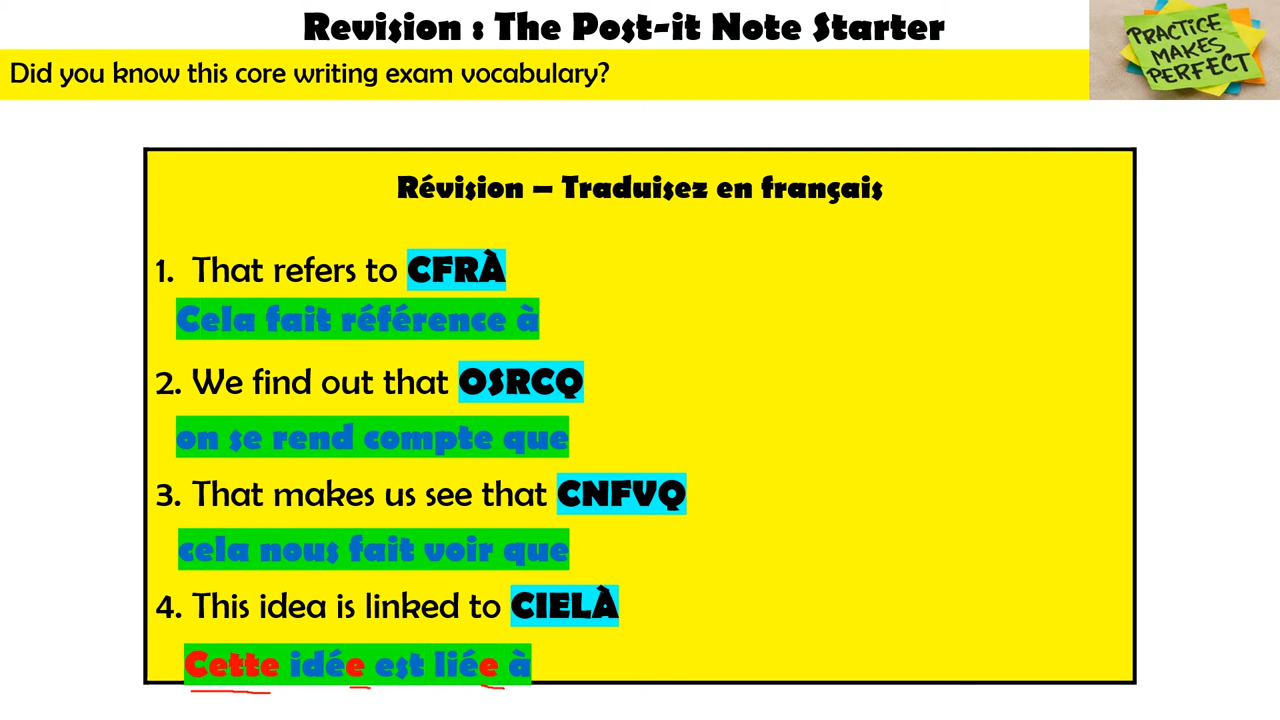 Revision : The Post-it Note Starter
Did you know this core writing exam vocabulary?
PRACTICE
MAKES
PERFECT
Révision – Traduisez en français
1. That refers to CFRÀ
Cela fait référence à
2. We find out that OSRCQ
on se rend compte que
3. That makes us see that CNFVQ
cela nous fait voir que
4. This idea is linked to CIELÀ
Cette idée est liée à